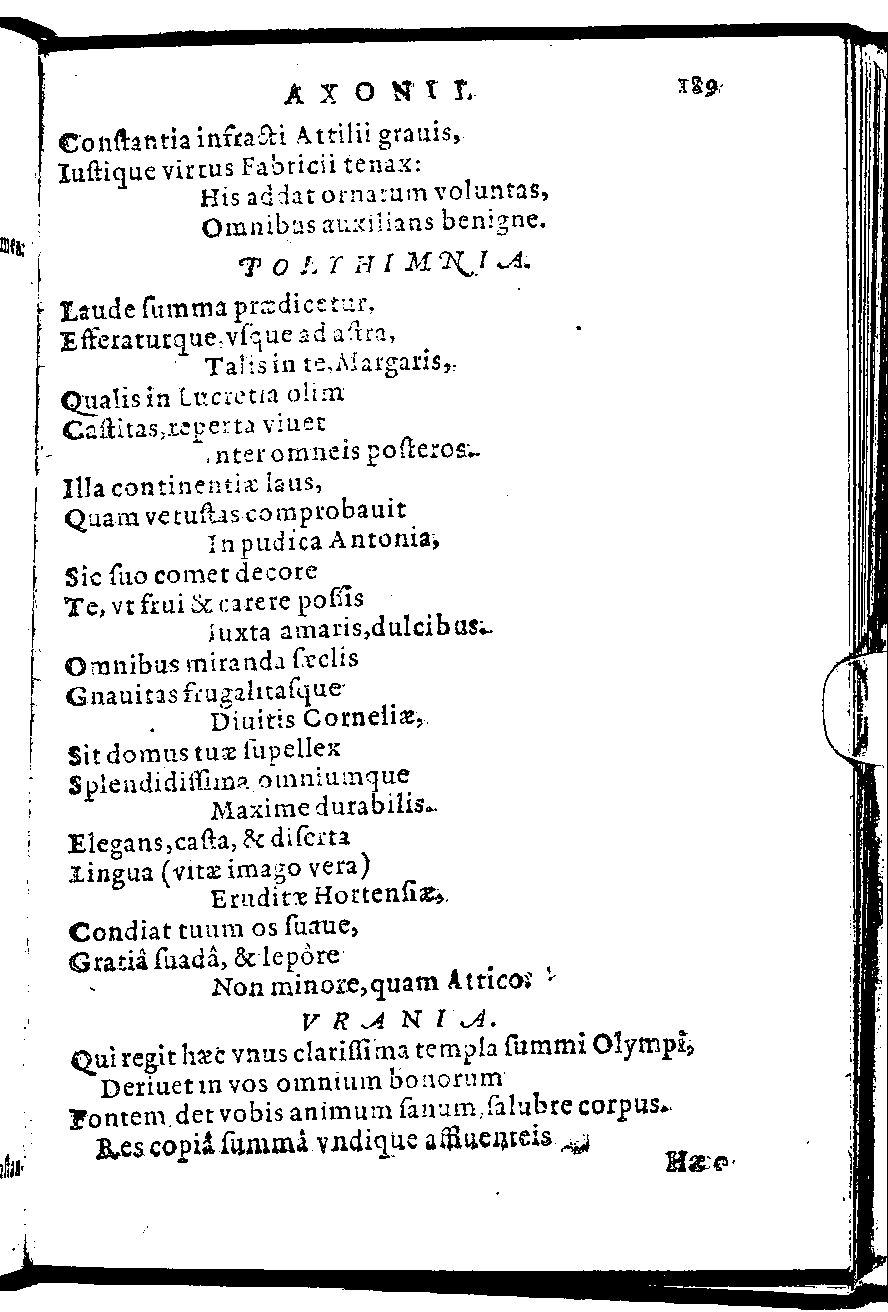 AXONII. 189
Conſtantia infracti Attilii grauis,
Iuſtique virtus Fabricii tenax:
His addat ornatum voluntas,
Omnibus auxilians benigne.
POLYHIMNIA.
Laude ſumma prædicetur,
Efferaturque vſque ad aſtra,
Talis in te, Margaris,
Qualis in Lucretia olim
Caſtitas, reperta viuet
Inter omneis poſteros.
Illa continentiæ laus,
Quam vetuſtas comprobauit
In pudica Antonia,
Sic ſuo comet decore
Te, vt frui & carere poſſis
Iuxta amaris, dulcibus.
Omnibus miranda ſæclis
Gnauitas frugalitaſque
Diuitis Corneliæ,
Sit domus tuæ ſupellex
Splendidiſſima omniumque
Maxime durabilis.
Elegans, caſta, & diſerta
Lingua (vitæ imago vera)
Eruditæ Hortenſiæ,
Condiat tuum os ſuaue,
Gratiâ ſuadâ, & lepôre
Non minore, quam Attico:
VRANIA.
Qui regit hæc vnus clariſſima templa ſummi Olympi,
Deriuet in vos omnium bonorum
Fontem, det vobis animum ſanum, ſalubre corpus.
Res copiâ ſummâ vndique affluenteis
Hæc